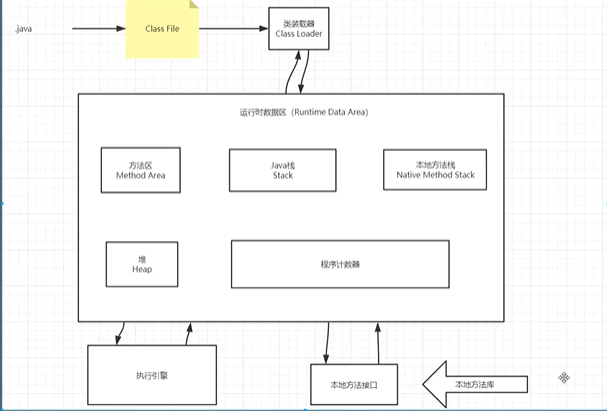 .java
Class File
类装载器
Class Loader
运行时数据区（Runtime Data Area）
方法区
Method Area
Java栈
Stack
本地方法栈
Native Method Stack
堆
Heap
程序计数器
执行引擎
本地方法接口
本地方法库